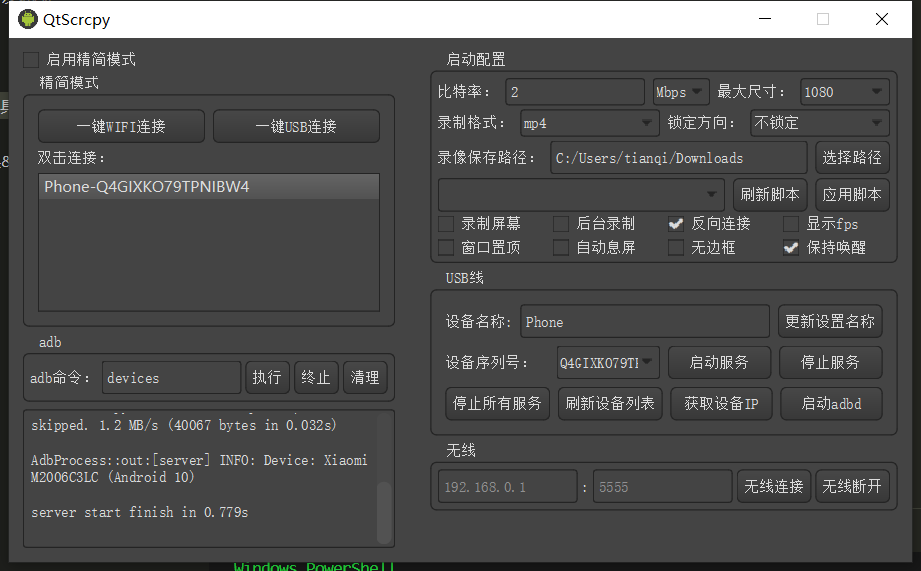 QtScrcpy
启用精简模式
精简模式
一键WIFI连接 一键USB连接
双击连接：
Phone-Q4GIXKO79TPNIBW4
adb
adb命令： devices 执行 终止 清理
skipped. 1.2 MB/s (40067 bytes in 0.032s)
AdbProcess::out:[server] INFO: Device: Xiaomi
M2006C3LC (Android 10)
server start finish in 0.779s
启动配置
比特率： 2 Mbps 最大尺寸： 1080
录制格式： mp4 锁定方向： 不锁定
录像保存路径： C:/Users/tianqi/Downloads 选择路径
刷新脚本 应用脚本
录制屏幕 后台录制 反向连接 显示fps
窗口置顶 自动息屏 无边框 保持唤醒
USB线
设备名称: Phone 更新设置名称
设备序列号： Q4GIXKO79TI 启动服务 停止服务
停止所有服务 刷新设备列表 获取设备IP 启动adbd
无线
192.168.0.1 : 5555 无线连接 无线断开
Windows PowerShell